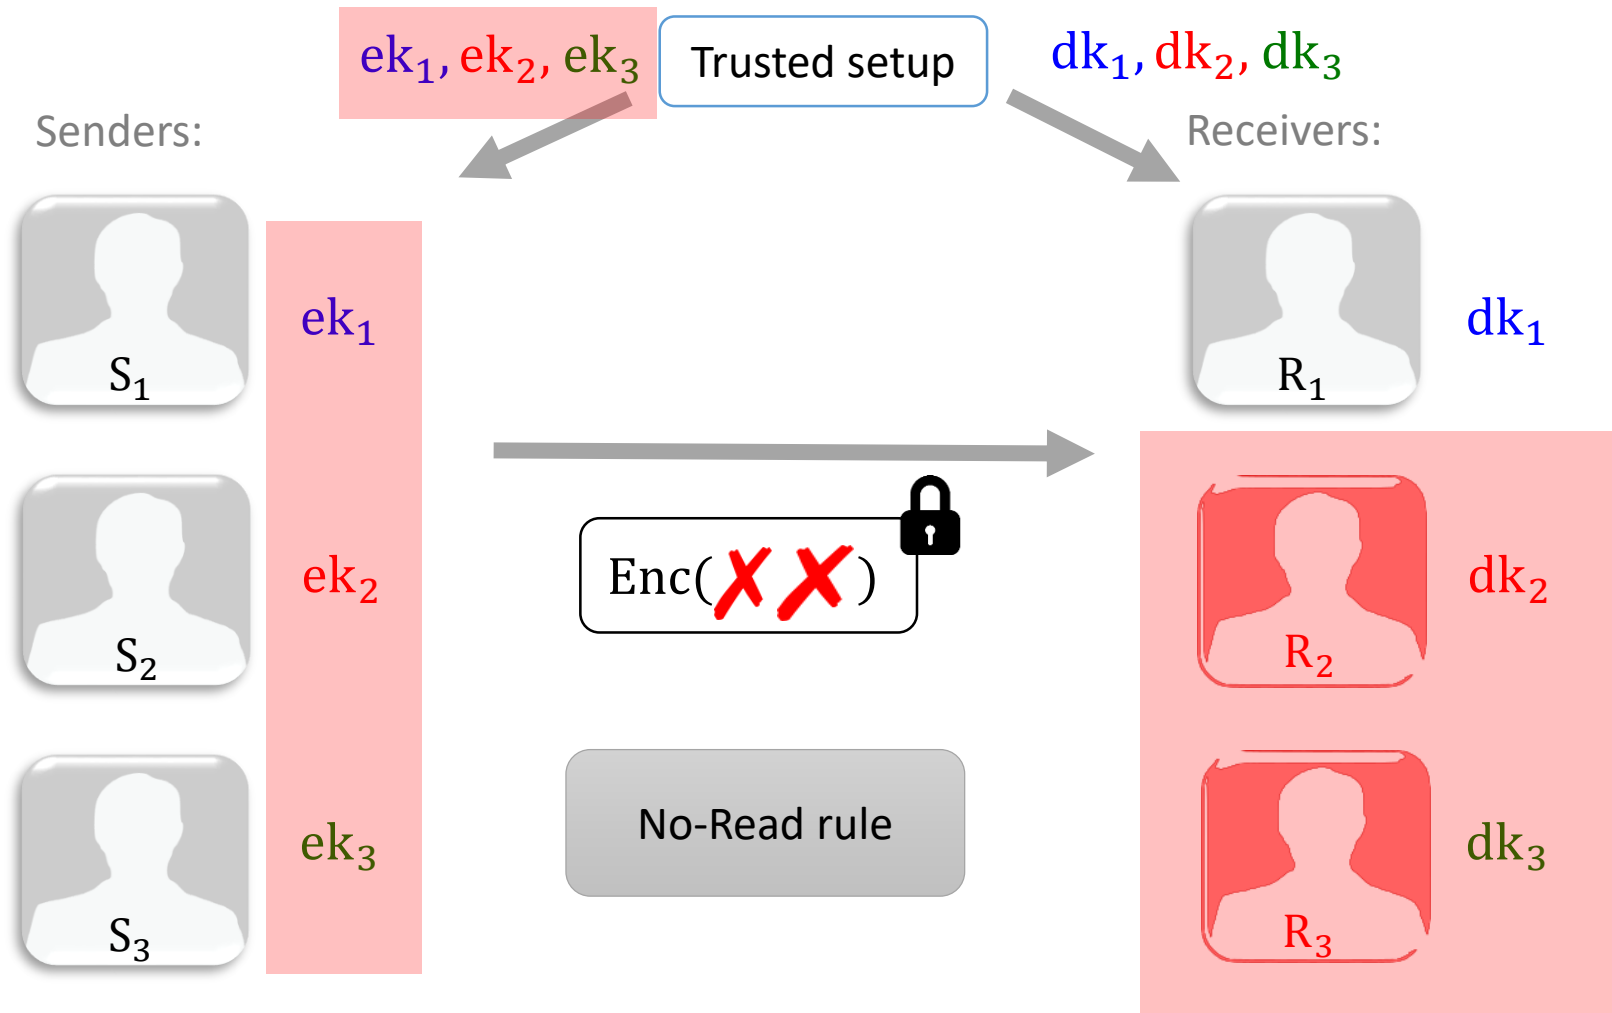 ek₁, ek₂, ek₃
Trusted setup
dk₁, dk₂, dk₃
Senders:
Receivers:
S₁
ek₁
R₁
dk₁
S₂
ek₂
Enc(✗✗)
R₂
dk₂
S₃
ek₃
No-Read rule
R₃
dk₃